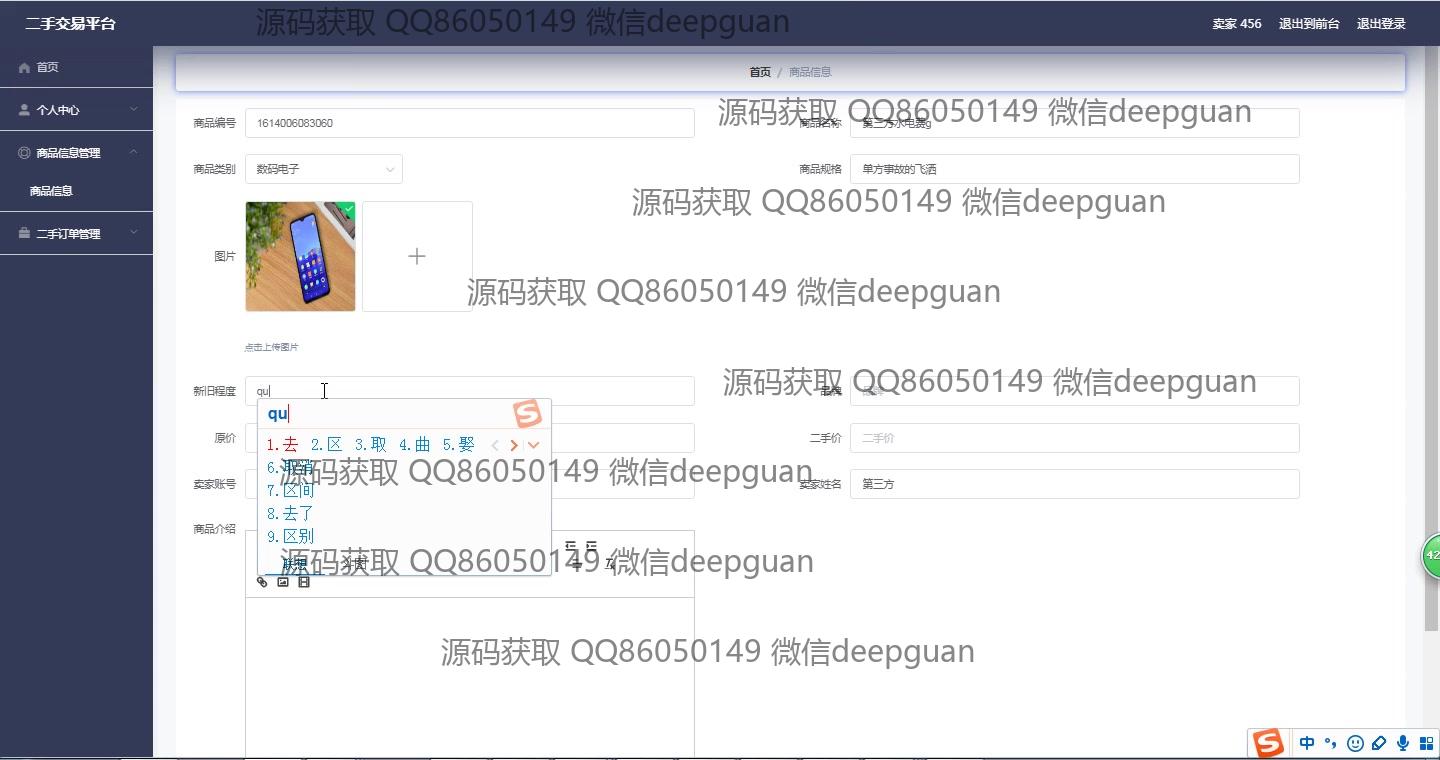 二手交易平台
源码获取 QQ86050149 微信deepguan
卖家 456 退出到前台 退出登录
首页
个人中心
商品信息管理
商品信息
二手订单管理
首页 / 商品信息
源码获取 QQ86050149 微信deepguan
商品编号 1614006083060 商品名称 第三方水电费g
商品类别 数码电子 商品规格 单方事故的飞洒
源码获取 QQ86050149 微信deepguan
图片
源码获取 QQ86050149 微信deepguan
点击上传图片
源码获取 QQ86050149 微信deepguan
新旧程度 qu 品牌 品牌
qu
原价 二手价 二手价
1.去 2.区 3.取 4.曲 5.娶
6.取消
源码获取 QQ86050149 微信deepguan
卖家账号 卖家姓名 第三方
7.区间
8.去了
9.区别
商品介绍
源码获取 QQ86050149 微信deepguan
联想
源码获取 QQ86050149 微信deepguan
42
中